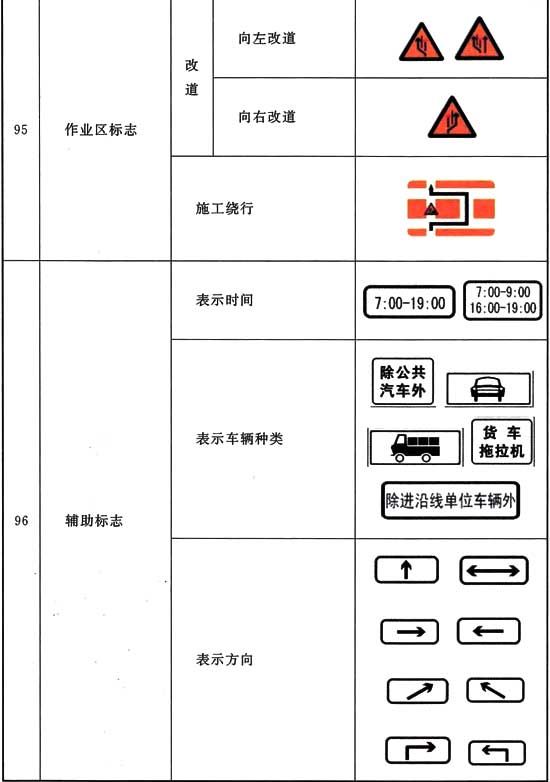 95
作业区标志
改
道
向左改道
向右改道
施工绕行
96
辅助标志
表示时间
7:00-19:00
7:00-9:00
16:00-19:00
表示车辆种类
除公共
汽车外
货 车
拖拉机
除进沿线单位车辆外
表示方向